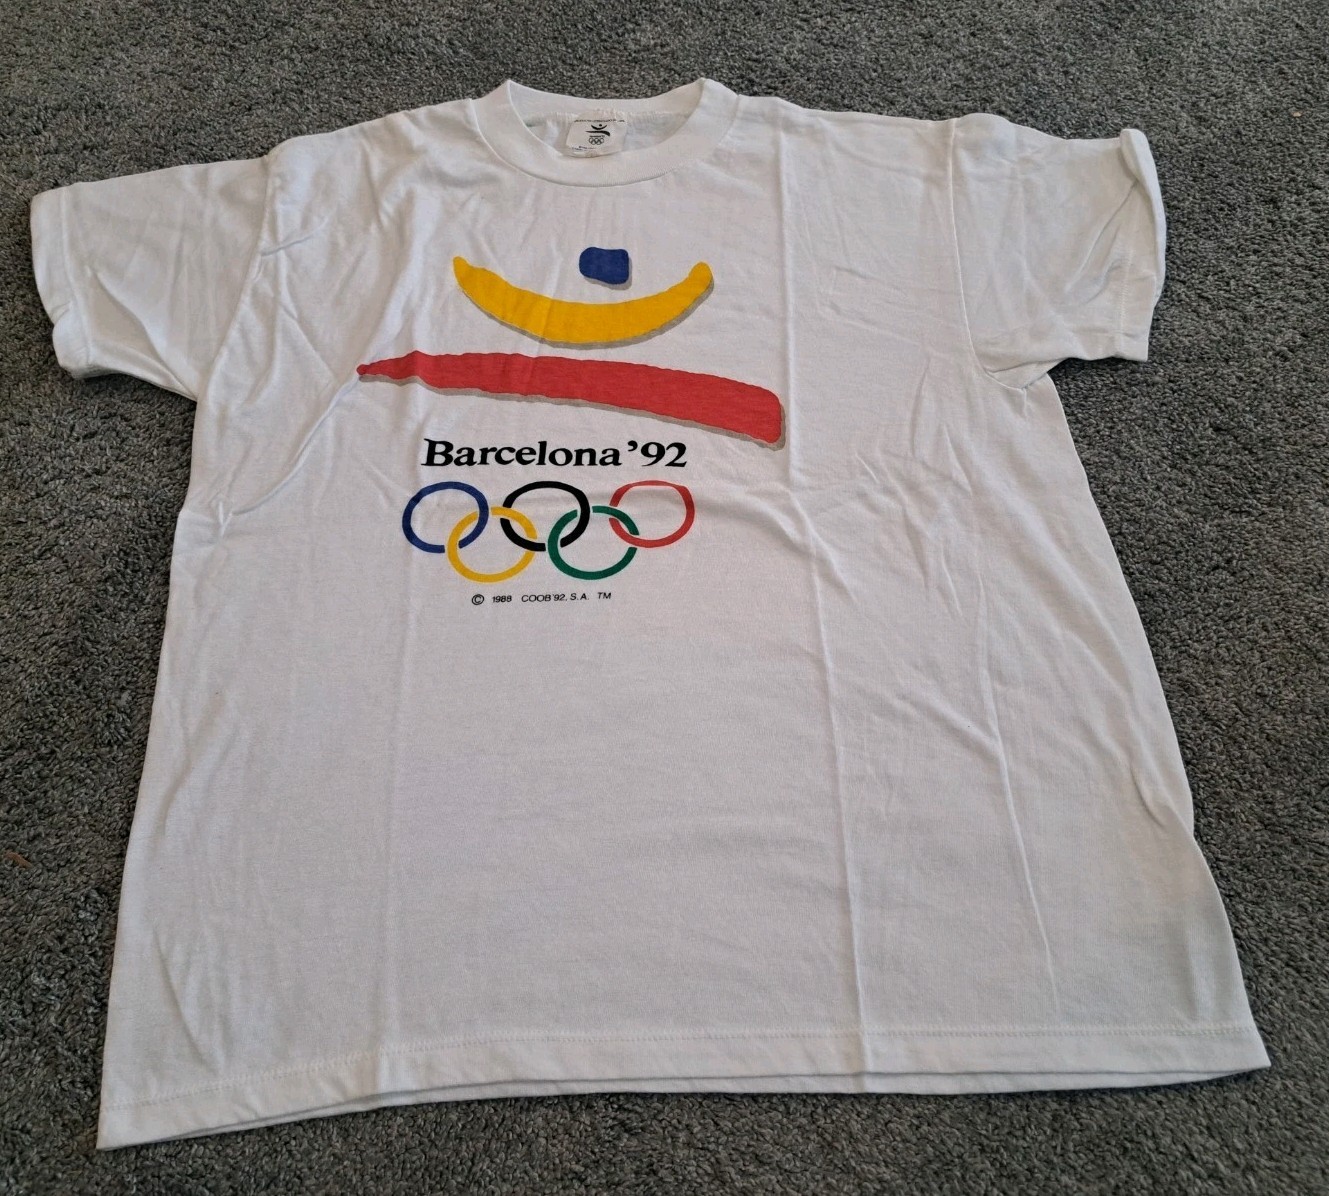 Barcelona '92
© 1988 COOB'92, S.A. TM